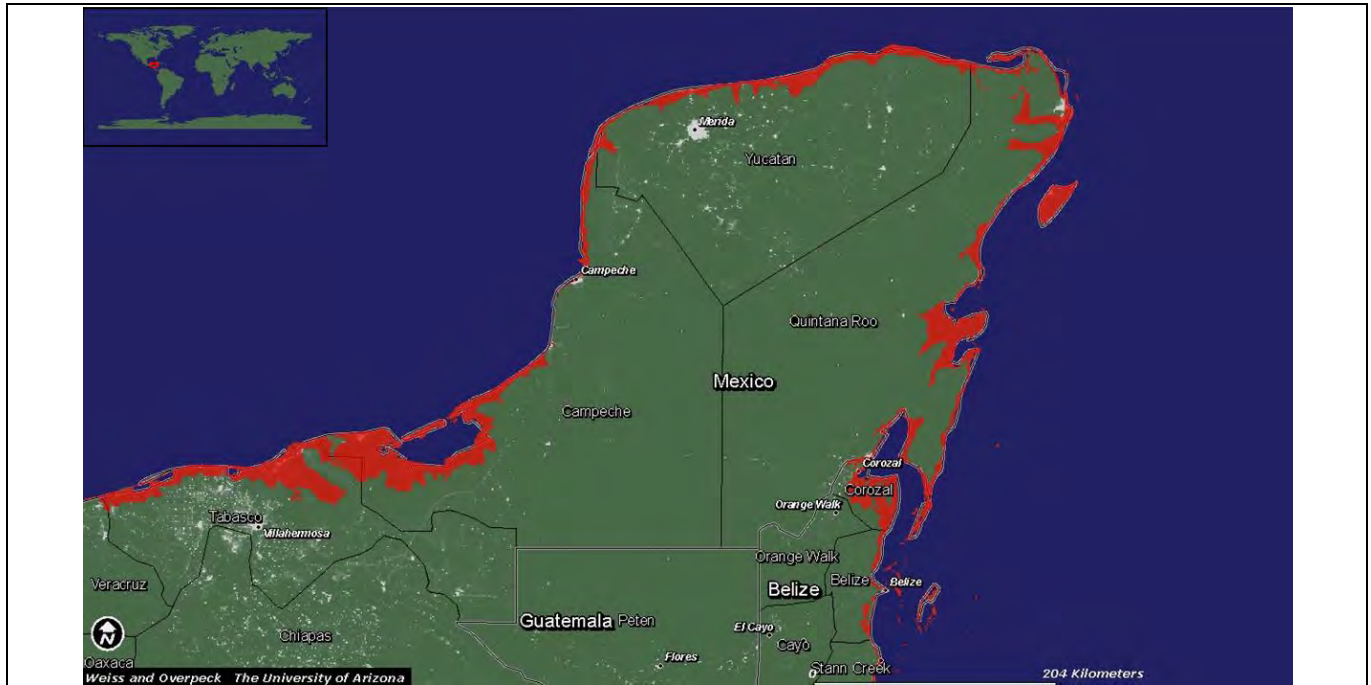 Merida
Yucatan
Campeche
Quintana Roo
Mexico
Campeche
Corozal
Corozal
Orange Walk
Tabasco
Villahermosa
Orange Walk
Belize
Belize
Belize
Veracruz
Guatemala Peten
El Cayo
Cayo
Chiapas
Flores
N
Oaxaca
Stann Creek
0
204 Kilometers
Weiss and Overpeck The University of Arizona